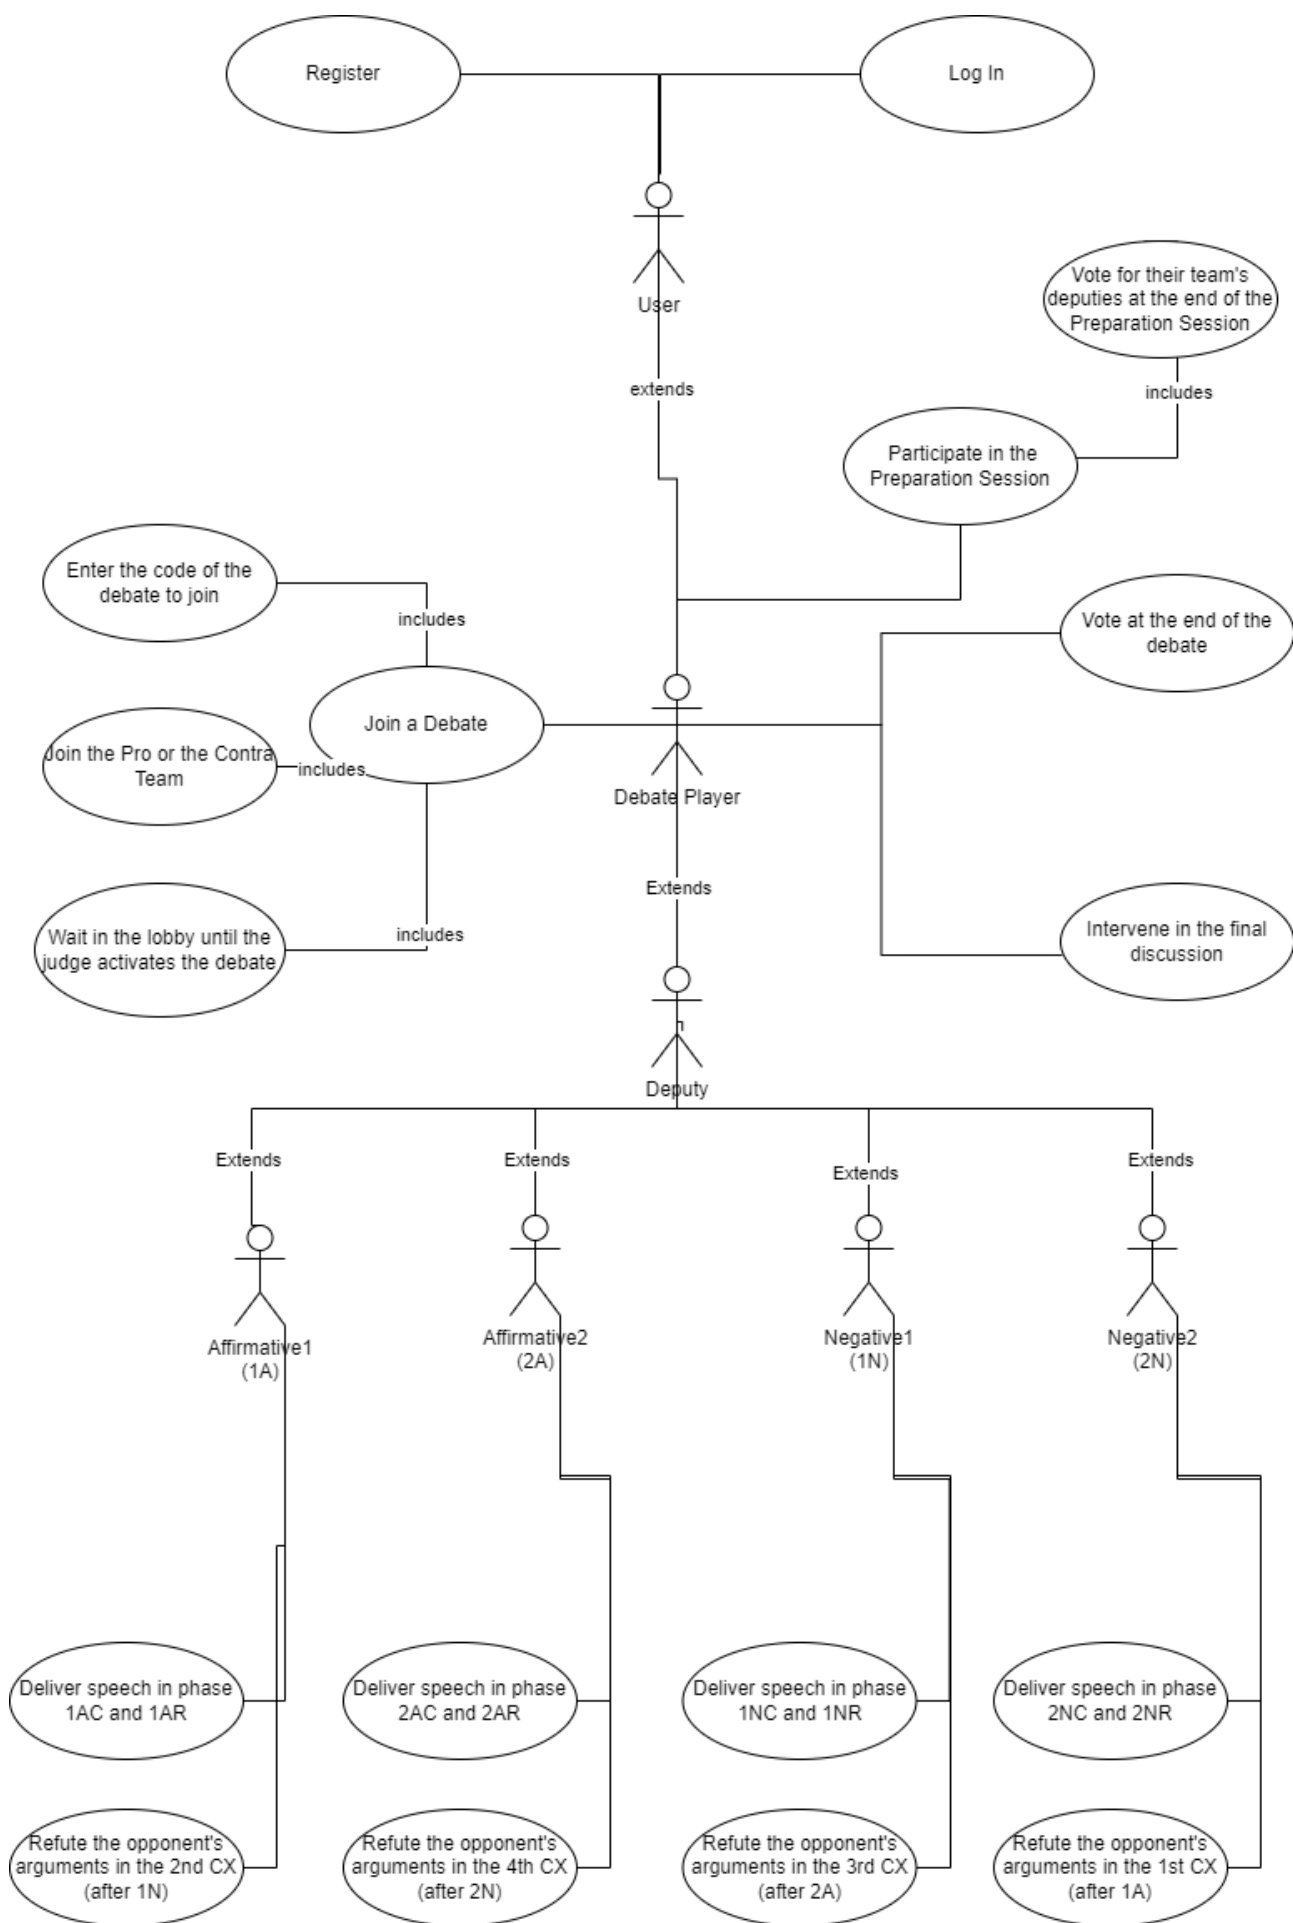 Register
Log In
User
Vote for their team's
deputies at the end of the
Preparation Session
extends
includes
Participate in the
Preparation Session
Enter the code of the
debate to join
includes
Vote at the end of the
debate
Join a Debate
Join the Pro or the Contra
Team
includes
Debate Player
Extends
Wait in the lobby until the
judge activates the debate
includes
Intervene in the final
discussion
Deputy
Extends
Extends
Extends
Extends
Affirmative1
(1A)
Affirmative2
(2A)
Negative1
(1N)
Negative2
(2N)
Deliver speech in phase
1AC and 1AR
Deliver speech in phase
2AC and 2AR
Deliver speech in phase
1NC and 1NR
Deliver speech in phase
2NC and 2NR
Refute the opponent's
arguments in the 2nd CX
(after 1N)
Refute the opponent's
arguments in the 4th CX
(after 2N)
Refute the opponent's
arguments in the 3rd CX
(after 2A)
Refute the opponent's
arguments in the 1st CX
(after 1A)